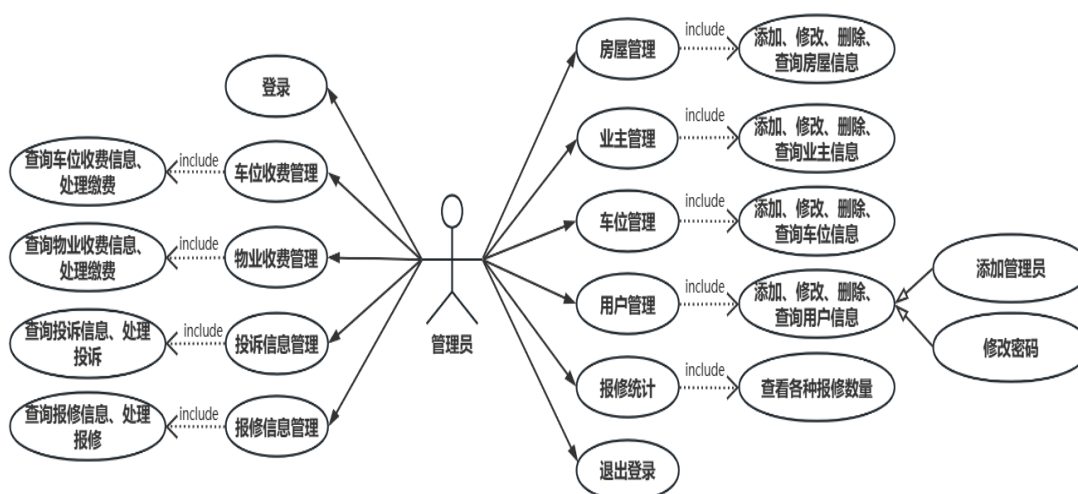 登录
查询车位收费信息、
处理缴费
include
车位收费管理
查询物业收费信息、
处理缴费
include
物业收费管理
查询投诉信息、处理
投诉
include
投诉信息管理
查询报修信息、处理
报修
include
报修信息管理
管理员
房屋管理
include
添加、修改、删除、
查询房屋信息
业主管理
include
添加、修改、删除、
查询业主信息
车位管理
include
添加、修改、删除、
查询车位信息
用户管理
include
添加、修改、删除、
查询用户信息
添加管理员
修改密码
报修统计
include
查看各种报修数量
退出登录